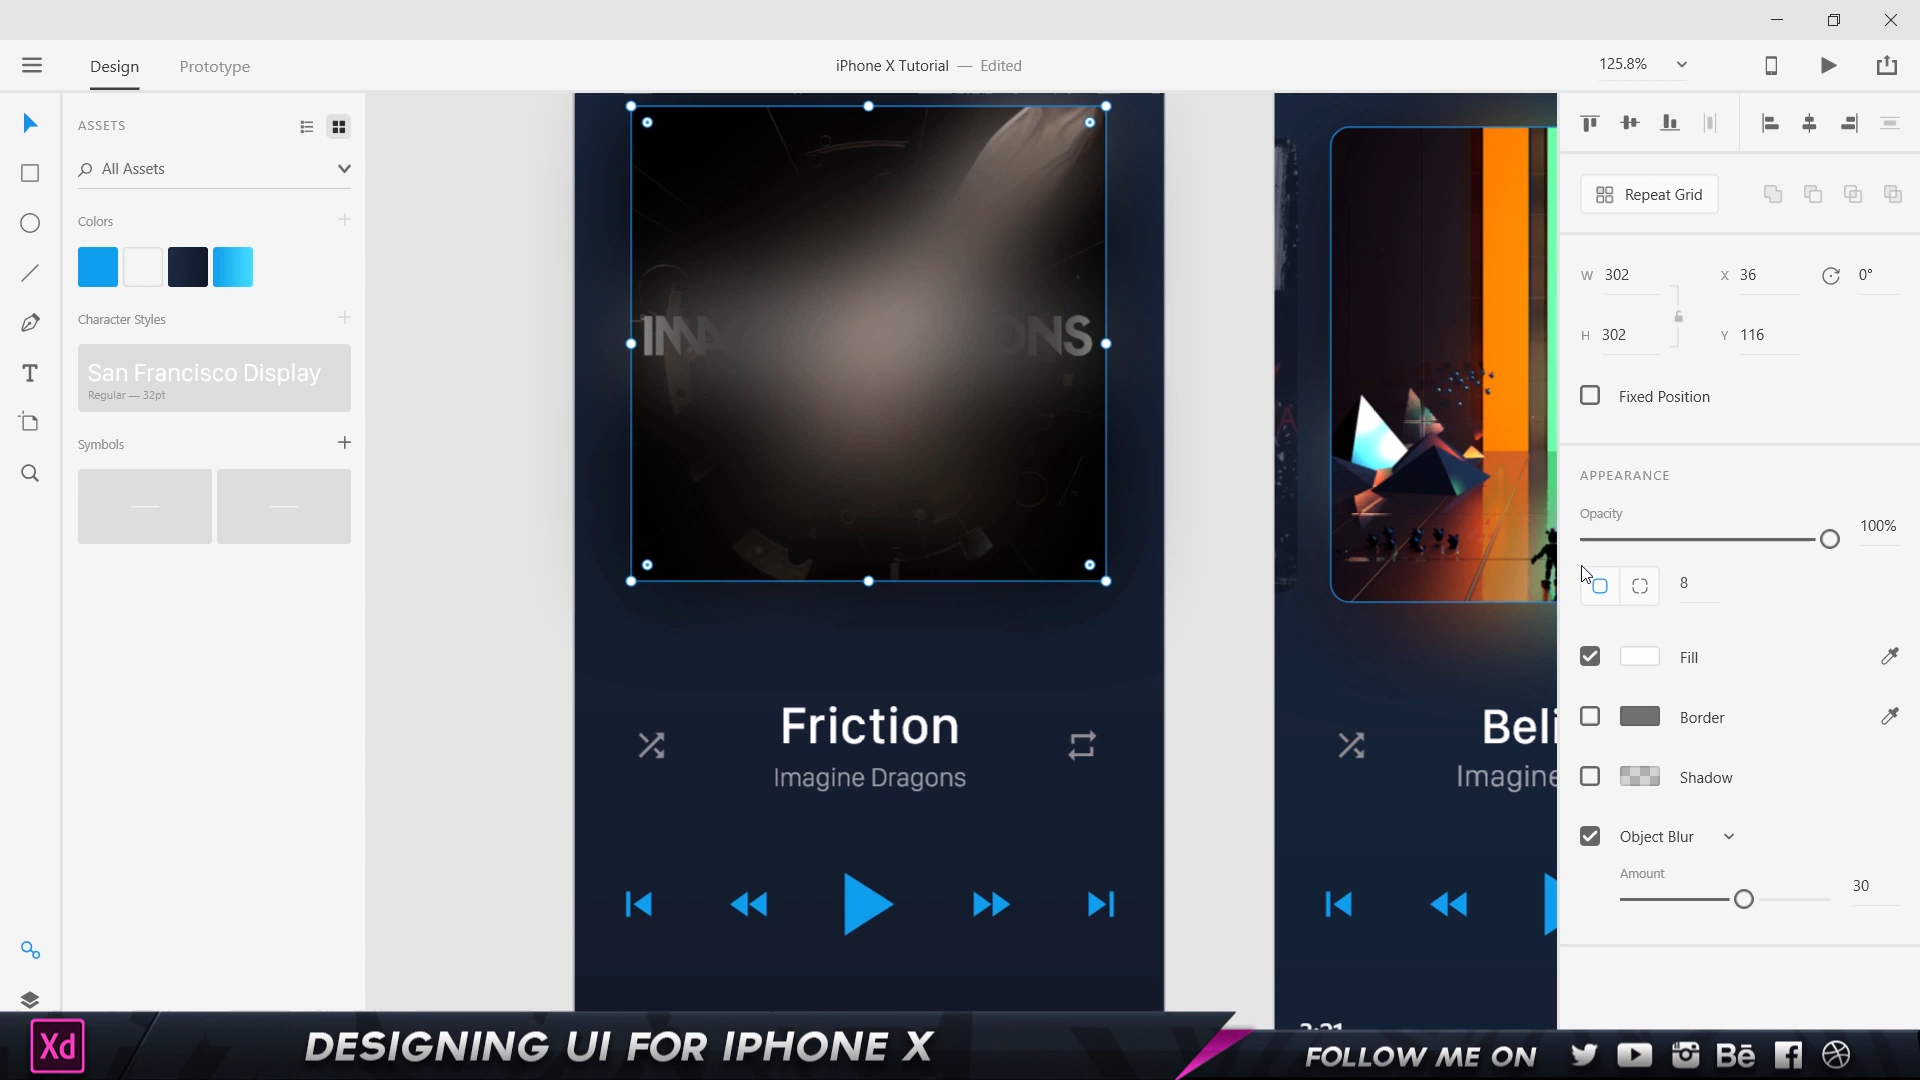 Design
Prototype
iPhone X Tutorial — Edited
125.8%
ASSETS
All Assets
Colors
Character Styles
San Francisco Display
Regular — 32pt
Symbols
Friction
Imagine Dragons
Imagine
Repeat Grid
W 302
X 36
0°
H 302
Y 116
Fixed Position
APPEARANCE
Opacity
100%
8
Fill
Border
Shadow
Object Blur
Amount
30
Xd
DESIGNING UI FOR IPHONE X
FOLLOW ME ON
Bē